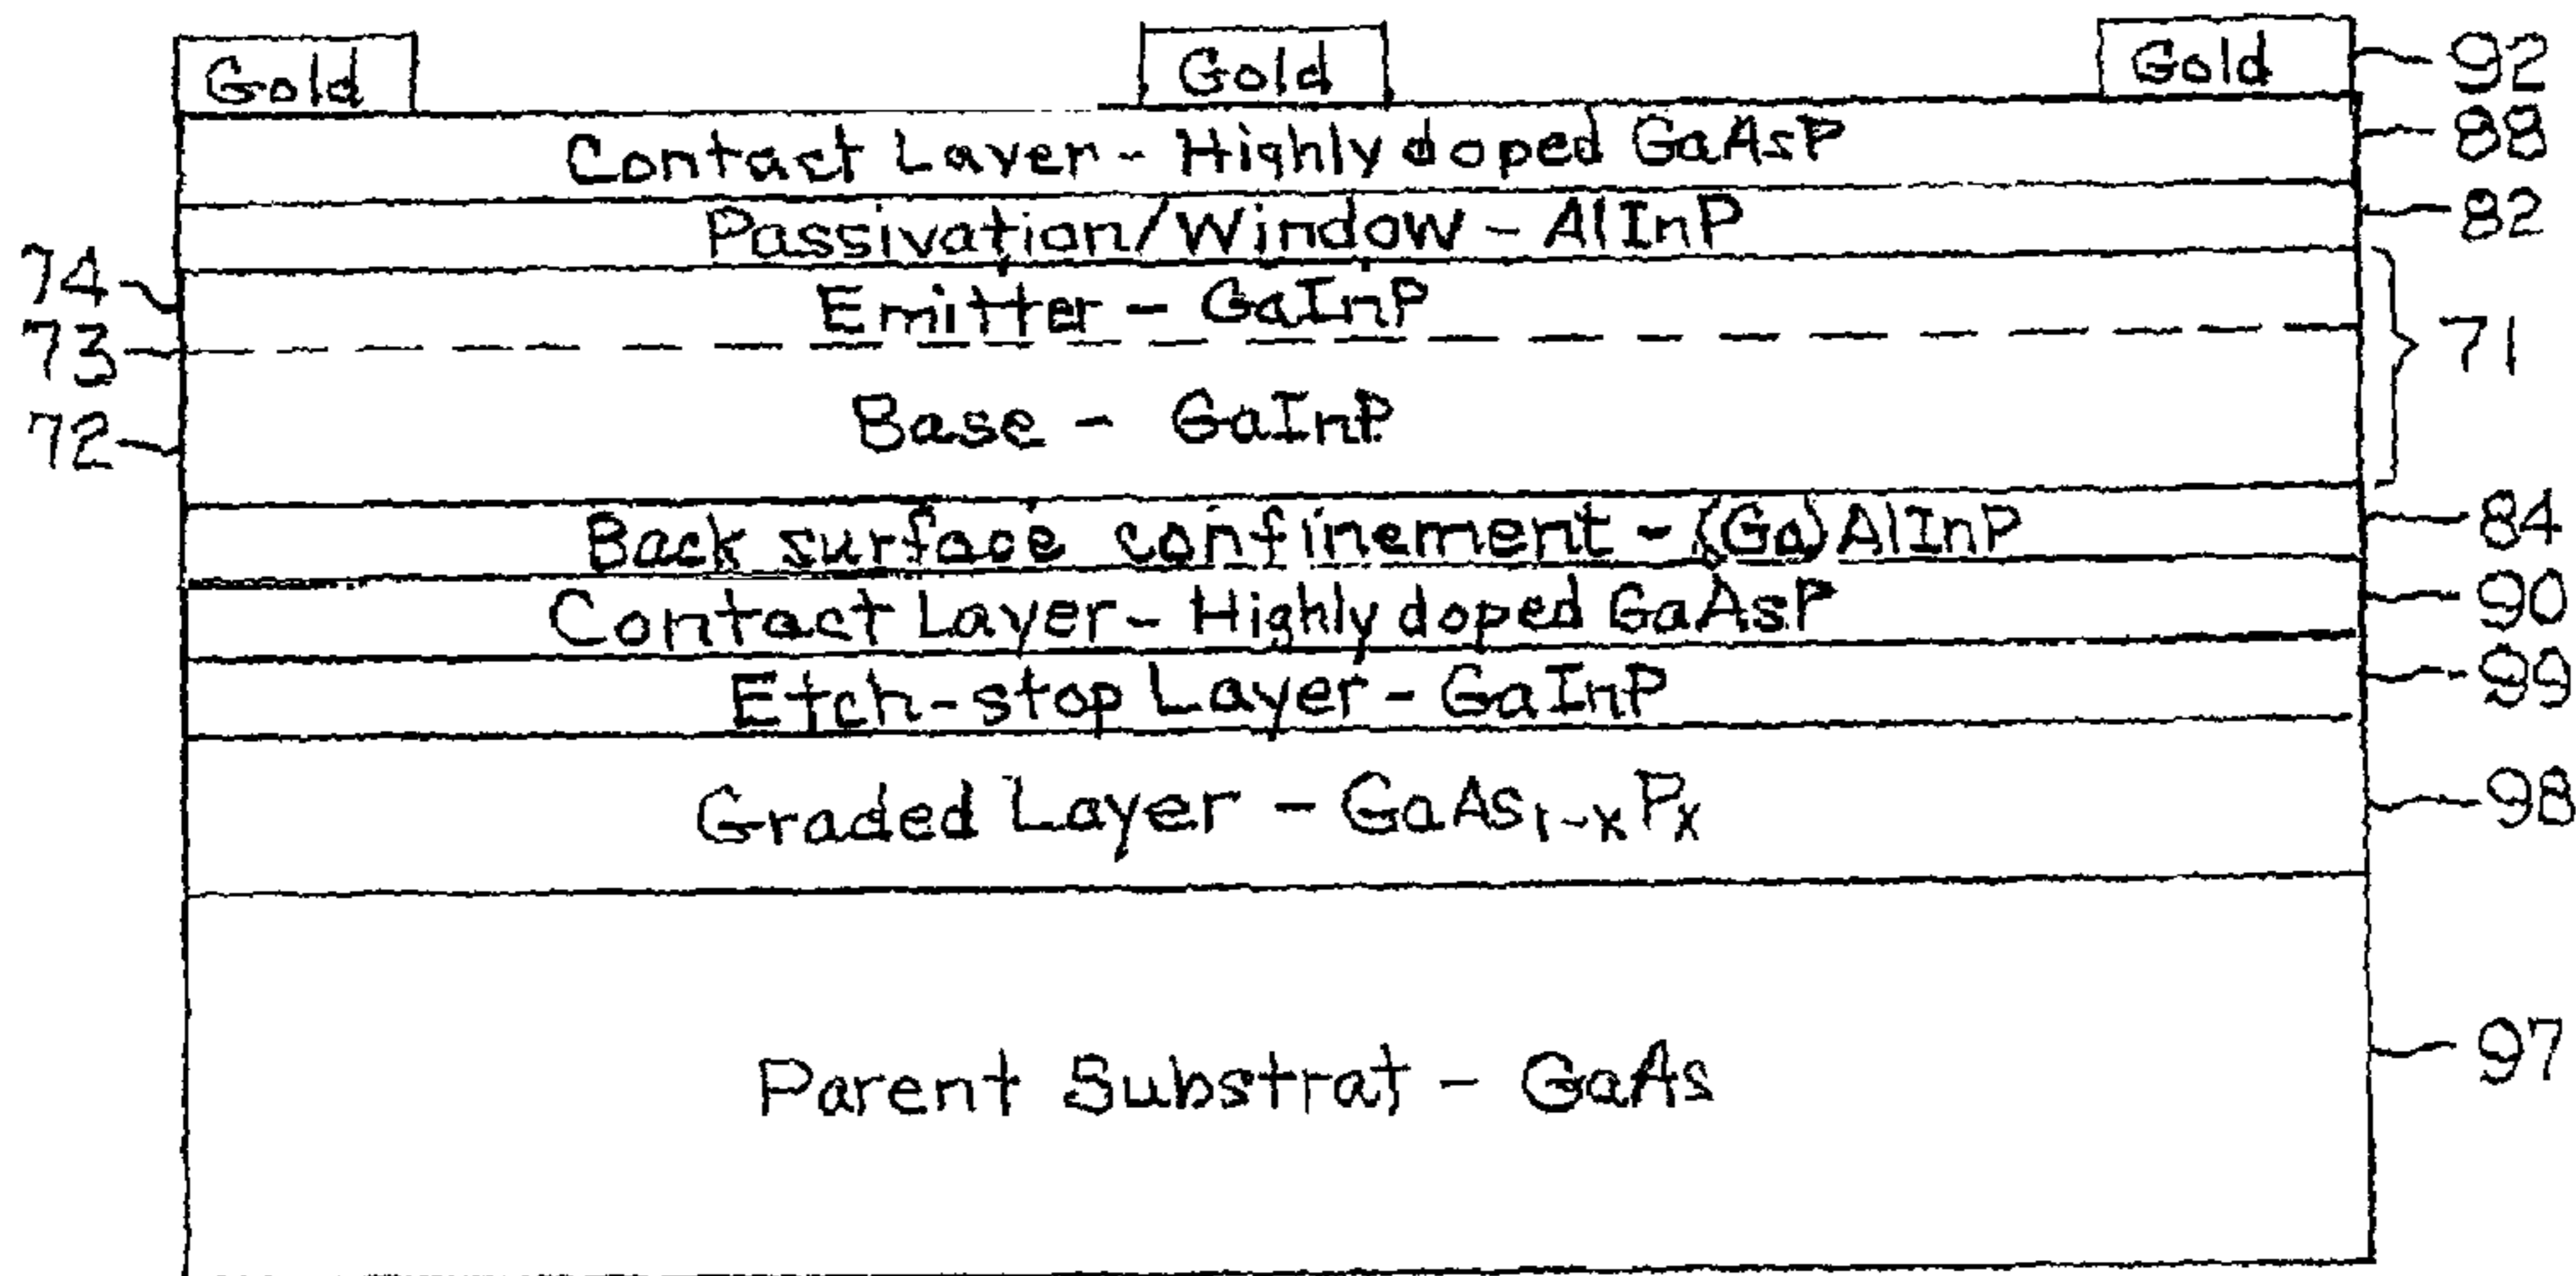 Gold Gold Gold 92
Contact Layer - Highly doped GaAsP 88
Passivation/Window - AlInP 82
74 Emitter - GaInP
73 71
72 Base - GaInP
Back surface confinement - (Ga)AlInP 84
Contact Layer - Highly doped GaAsP 90
Etch-stop Layer - GaInP 99
Graded Layer - GaAs₁₋ₓPₓ 98
Parent Substrat - GaAs 97